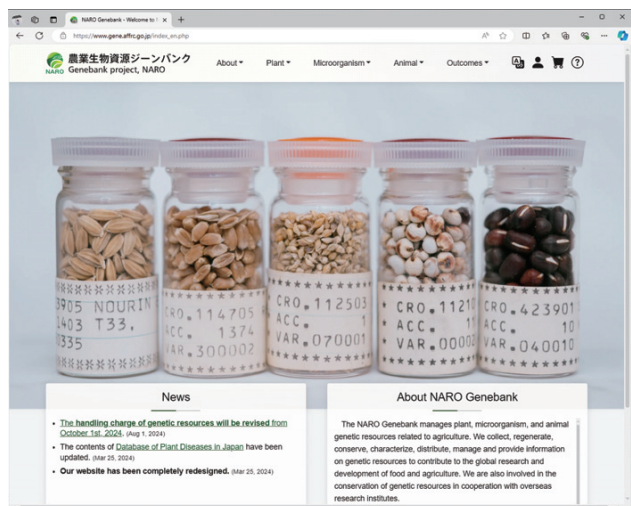 NARO Genebank - Welcome to
https://www.gene.affrc.go.jp/index_en.php
農業生物資源ジーンバンク
NARO Genebank project, NARO
About Plant Microorganism Animal Outcomes
3905 NOURIN
1403 T33.
0335
CRO.114705
ACC. 1374
VAR.300002
CRO.112503
ACC. 1
VAR.070001
CRO.11210
ACC. 11
VAR.00002
CRO.423901
ACC. 10
VAR.040010
News
The handling charge of genetic resources will be revised from
October 1st, 2024. (Aug 1, 2024)
The contents of Database of Plant Diseases in Japan have been
updated. (Mar 25, 2024)
Our website has been completely redesigned. (Mar 25, 2024)
About NARO Genebank
The NARO Genebank manages plant, microorganism, and animal
genetic resources related to agriculture. We collect, regenerate,
conserve, characterize, distribute, manage and provide information
on genetic resources to contribute to the global research and
development of food and agriculture. We are also involved in the
conservation of genetic resources in cooperation with overseas
research institutes.